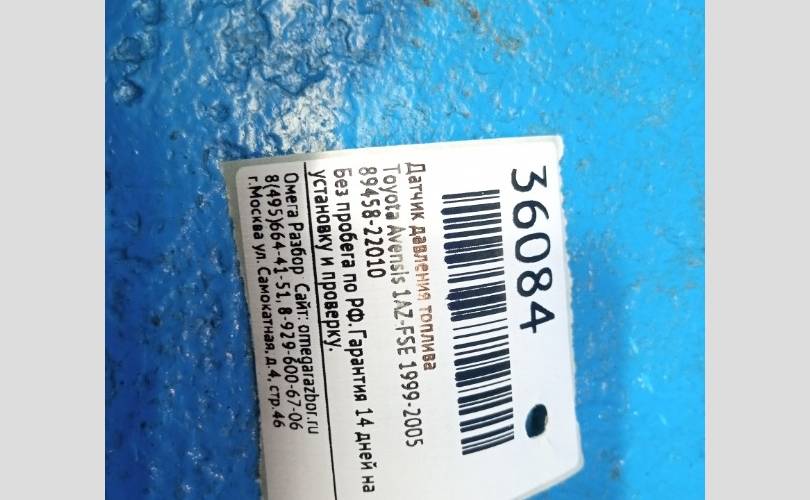 36084
Датчик давления топлива
Toyota Avensis 1AZ-FSE 1999-2005
89458-22010
Без пробега по РФ.Гарантия 14 дней на
установку и проверку.
Омега Разбор Сайт: omegarazbor.ru
8(495)664-41-51, 8-929-600-67-06
г.Москва ул. Самокатная, д.4, стр.46